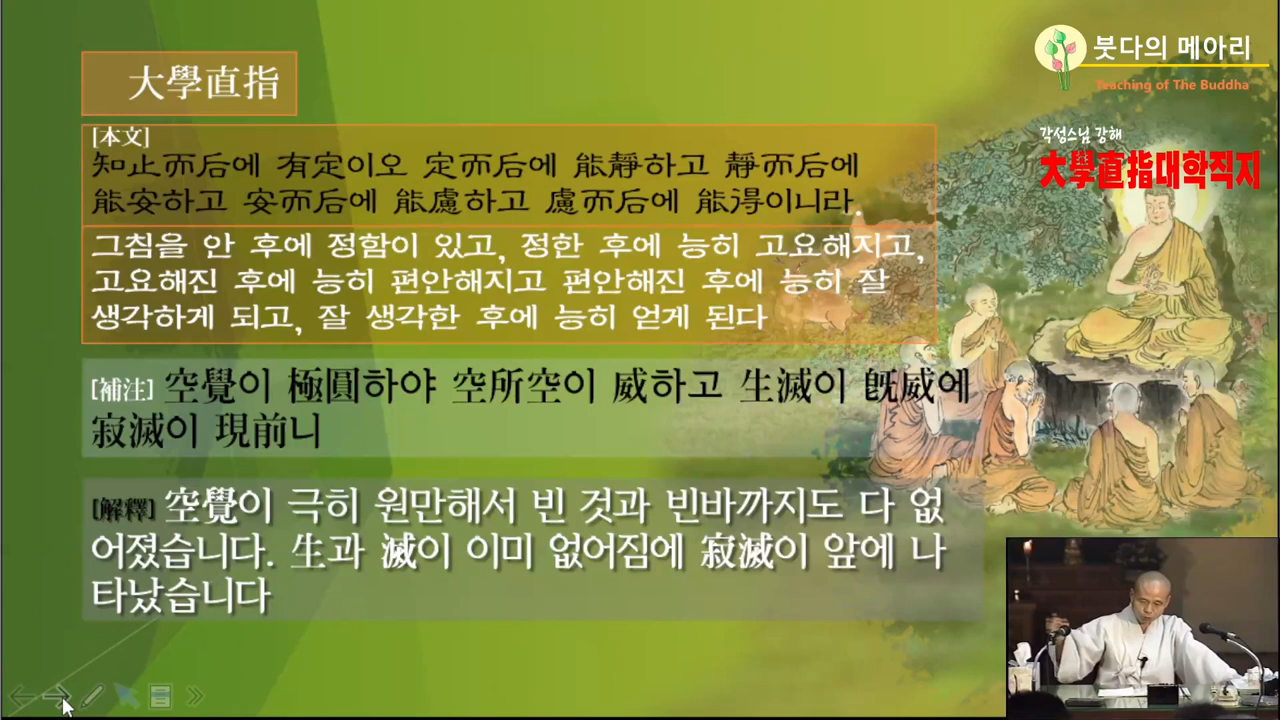 大學直指
[本文]
知止而后에 有定이오 定而后에 能靜하고 靜而后에
能安하고 安而后에 能慮하고 慮而后에 能得이니라.
그침을 안 후에 정함이 있고, 정한 후에 능히 고요해지고,
고요해진 후에 능히 편안해지고 편안해진 후에 능히 잘
생각하게 되고, 잘 생각한 후에 능히 얻게 된다
[補注] 空覺이 極圓하야 空所空이 威하고 生滅이 旣威에
寂滅이 現前니
[解釋] 空覺이 극히 원만해서 빈 것과 빈바까지도 다 없
어졌습니다. 生과 滅이 이미 없어짐에 寂滅이 앞에 나
타났습니다
붓다의 메아리
Teaching of The Buddha
각성스님 강해
大學直指대학직지